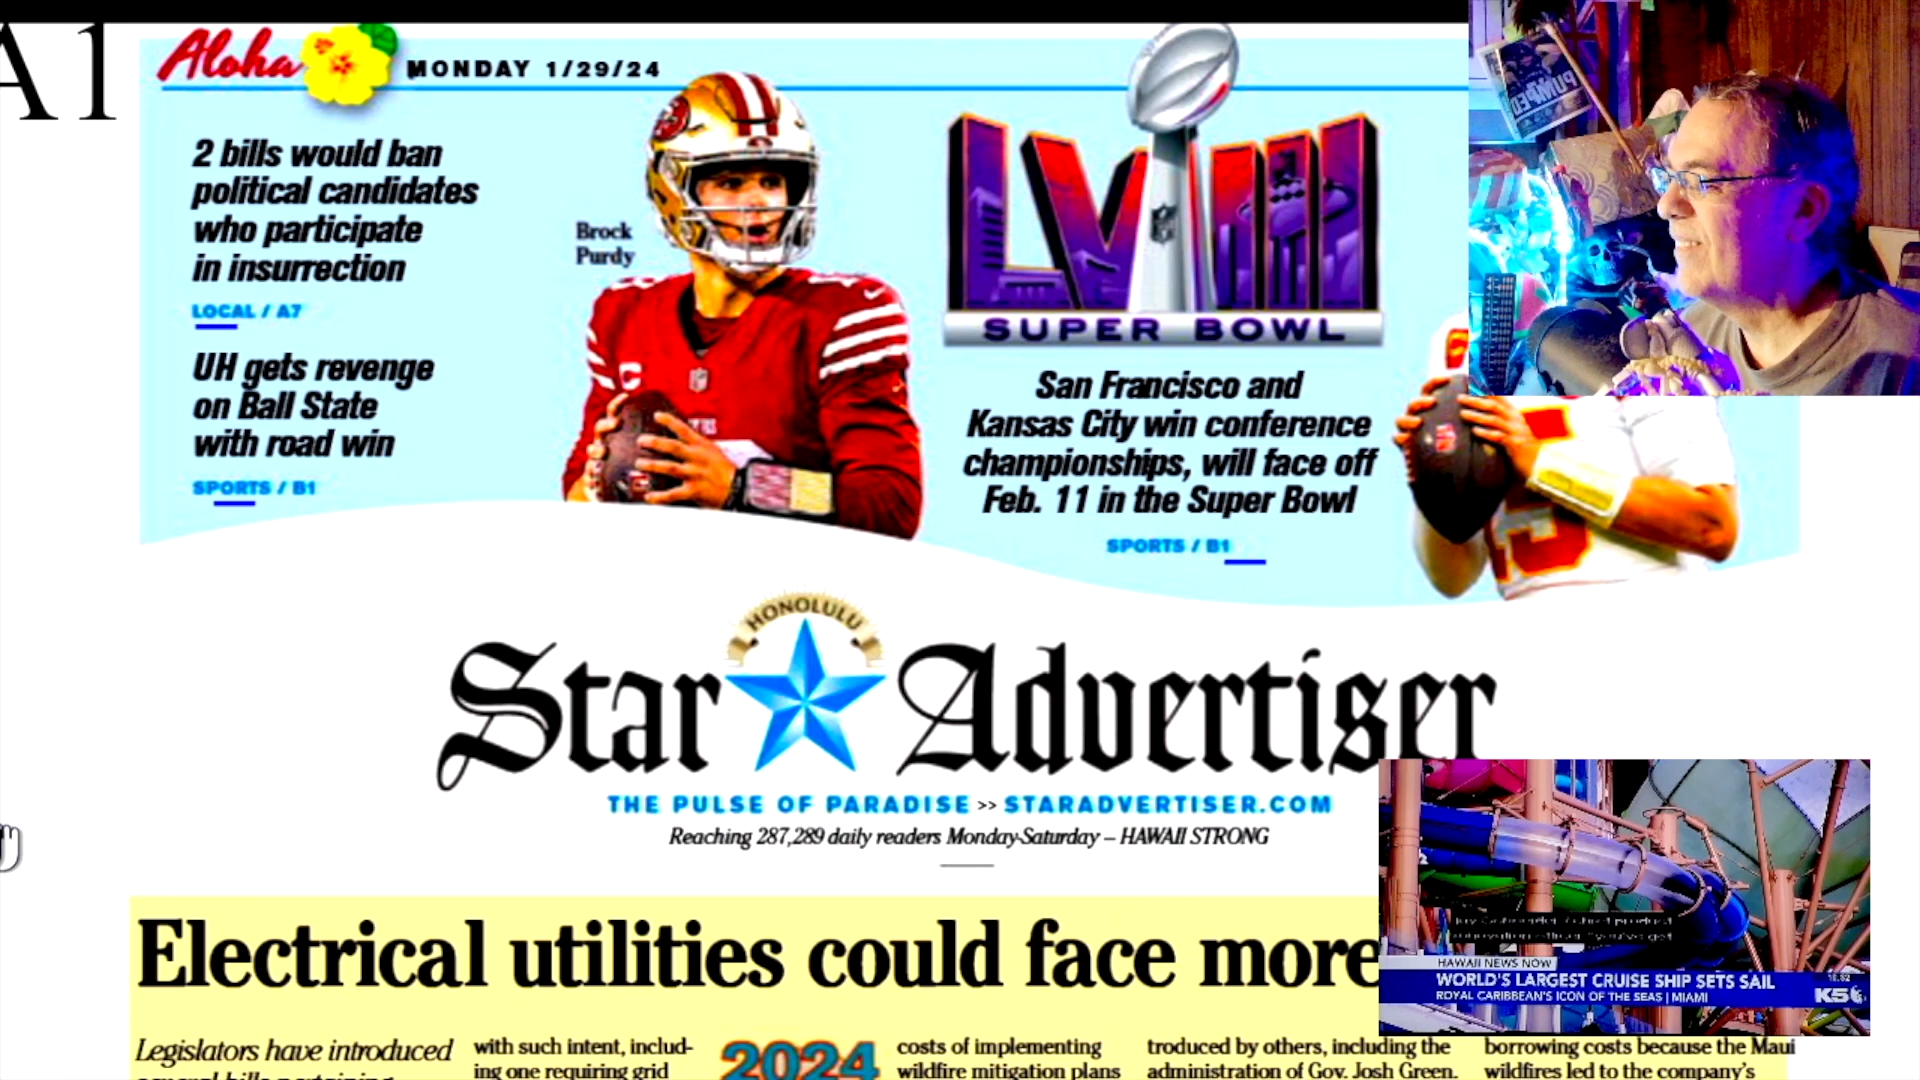 A1
Aloha
MONDAY 1/29/24
2 bills would ban
political candidates
who participate
in insurrection
LOCAL / A7
UH gets revenge
on Ball State
with road win
SPORTS / B1
Brock
Purdy
LVIII
SUPER BOWL
San Francisco and
Kansas City win conference
championships, will face off
Feb. 11 in the Super Bowl
SPORTS / B1
PUMPED
HONOLULU
Star Advertiser
THE PULSE OF PARADISE >> STARADVERTISER.COM
Reaching 287,289 daily readers Monday-Saturday – HAWAII STRONG
Electrical utilities could face more
Legislators have introduced
with such intent, includ-
ing one requiring grid
2024
costs of implementing
wildfire mitigation plans
troduced by others, including the
administration of Gov. Josh Green.
borrowing costs because the Maui
wildfires led to the company's
HAWAII NEWS NOW
WORLD'S LARGEST CRUISE SHIP SETS SAIL
ROYAL CARIBBEAN'S ICON OF THE SEAS | MIAMI
K5